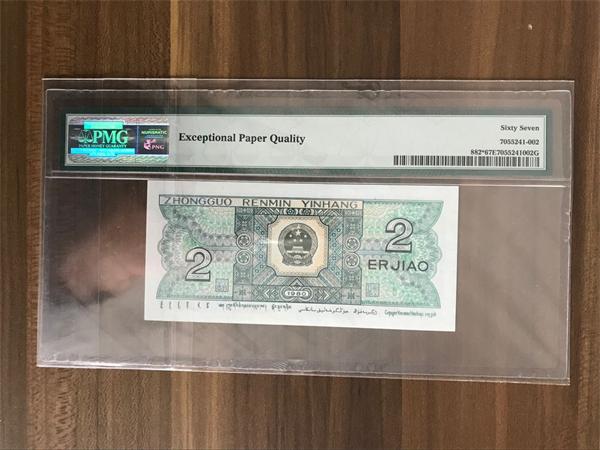 PMG
PAPER MONEY GUARANTY
NUMISMATIC
PNG
Exceptional Paper Quality
Sixty Seven
7055241-002
882*67E7055241002G
ZHONGGUO RENMIN YINHANG
2
2
ERJIAO
1980